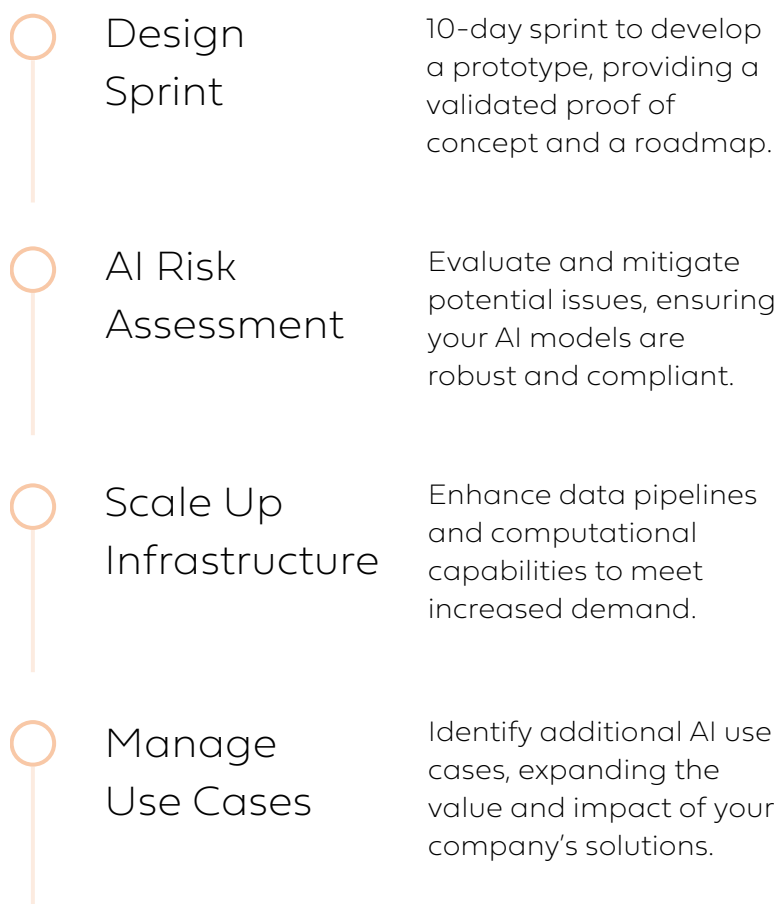 Design
Sprint
10-day sprint to develop
a prototype, providing a
validated proof of
concept and a roadmap.
AI Risk
Assessment
Evaluate and mitigate
potential issues, ensuring
your AI models are
robust and compliant.
Scale Up
Infrastructure
Enhance data pipelines
and computational
capabilities to meet
increased demand.
Manage
Use Cases
Identify additional AI use
cases, expanding the
value and impact of your
company’s solutions.